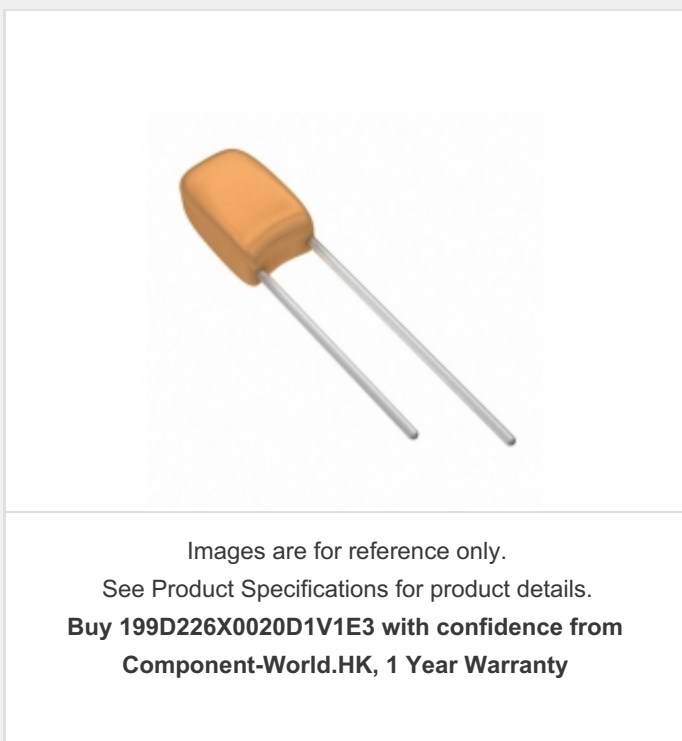 Images are for reference only.
See Product Specifications for product details.
Buy 199D226X0020D1V1E3 with confidence from
Component-World.HK, 1 Year Warranty